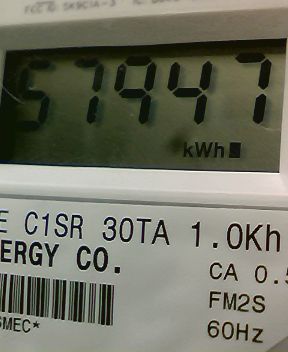 57947
kWh
E C1SR 30TA 1.0Kh
ERGY CO.
CA 0.5
FM2S
60Hz
SMEC*